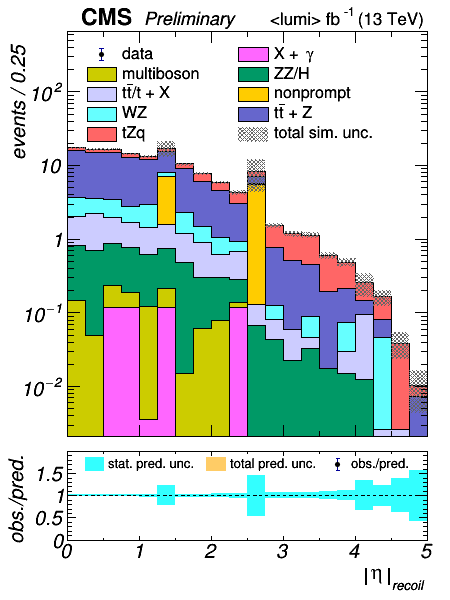 CMS Preliminary <lumi> fb⁻¹ (13 TeV)
events / 0.25
data
X + γ
multiboson
ZZ/H
tt̄/t + X
nonprompt
WZ
tt̄ + Z
tZq
total sim. unc.
10²
10
1
10⁻¹
10⁻²
obs./pred.
stat. pred. unc.
total pred. unc.
obs./pred.
1.5
1
0.5
0
0 1 2 3 4 5
|η|recoil